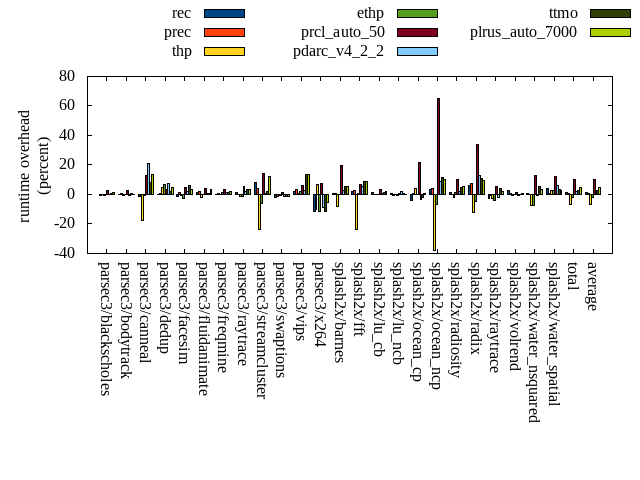 rec
prec
thp
ethp
prcl_auto_50
pdarc_v4_2_2
ttmo
plrus_auto_7000
runtime overhead
(percent)
80
60
40
20
0
-20
-40
parsec3/blackscholes
parsec3/bodytrack
parsec3/canneal
parsec3/dedup
parsec3/facesim
parsec3/fluidanimate
parsec3/freqmine
parsec3/raytrace
parsec3/streamcluster
parsec3/swaptions
parsec3/vips
parsec3/x264
splash2x/barnes
splash2x/fft
splash2x/lu_cb
splash2x/lu_ncb
splash2x/ocean_cp
splash2x/ocean_ncp
splash2x/radiosity
splash2x/radix
splash2x/raytrace
splash2x/volrend
splash2x/water_nsquared
splash2x/water_spatial
total
average